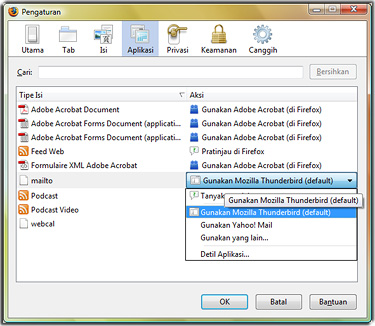 Pengaturan
Utama Tab Isi Aplikasi Privasi Keamanan Canggih
Cari: Bersihkan
Tipe Isi Aksi
Adobe Acrobat Document Gunakan Adobe Acrobat (di Firefox)
Adobe Acrobat Forms Document (applicati... Gunakan Adobe Acrobat (di Firefox)
Adobe Acrobat Forms Document (applicati... Gunakan Adobe Acrobat (di Firefox)
Feed Web Pratinjau di Firefox
Formulaire XML Adobe Acrobat Gunakan Adobe Acrobat (di Firefox)
mailto Gunakan Mozilla Thunderbird (default)
Podcast Tanyak
Gunakan Mozilla Thunderbird (default)
Podcast Video Gunakan Mozilla Thunderbird (default)
webcal Gunakan Yahoo! Mail
Gunakan yang lain...
Detil Aplikasi...
OK Batal Bantuan